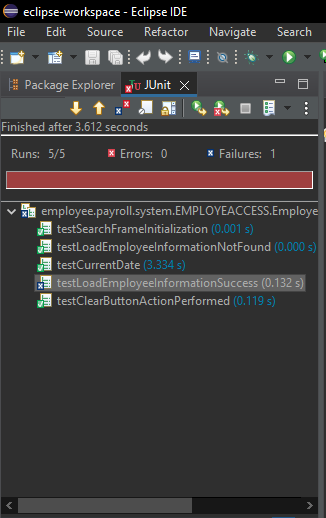 eclipse-workspace - Eclipse IDE
File Edit Source Refactor Navigate Search
Package Explorer JUnit
Finished after 3.612 seconds
Runs: 5/5 Errors: 0 Failures: 1
employee.payroll.system.EMPLOYEACCESS.Employe
testSearchFrameInitialization (0.001 s)
testLoadEmployeeInformationNotFound (0.000 s)
testCurrentDate (3.334 s)
testLoadEmployeeInformationSuccess (0.132 s)
testClearButtonActionPerformed (0.119 s)